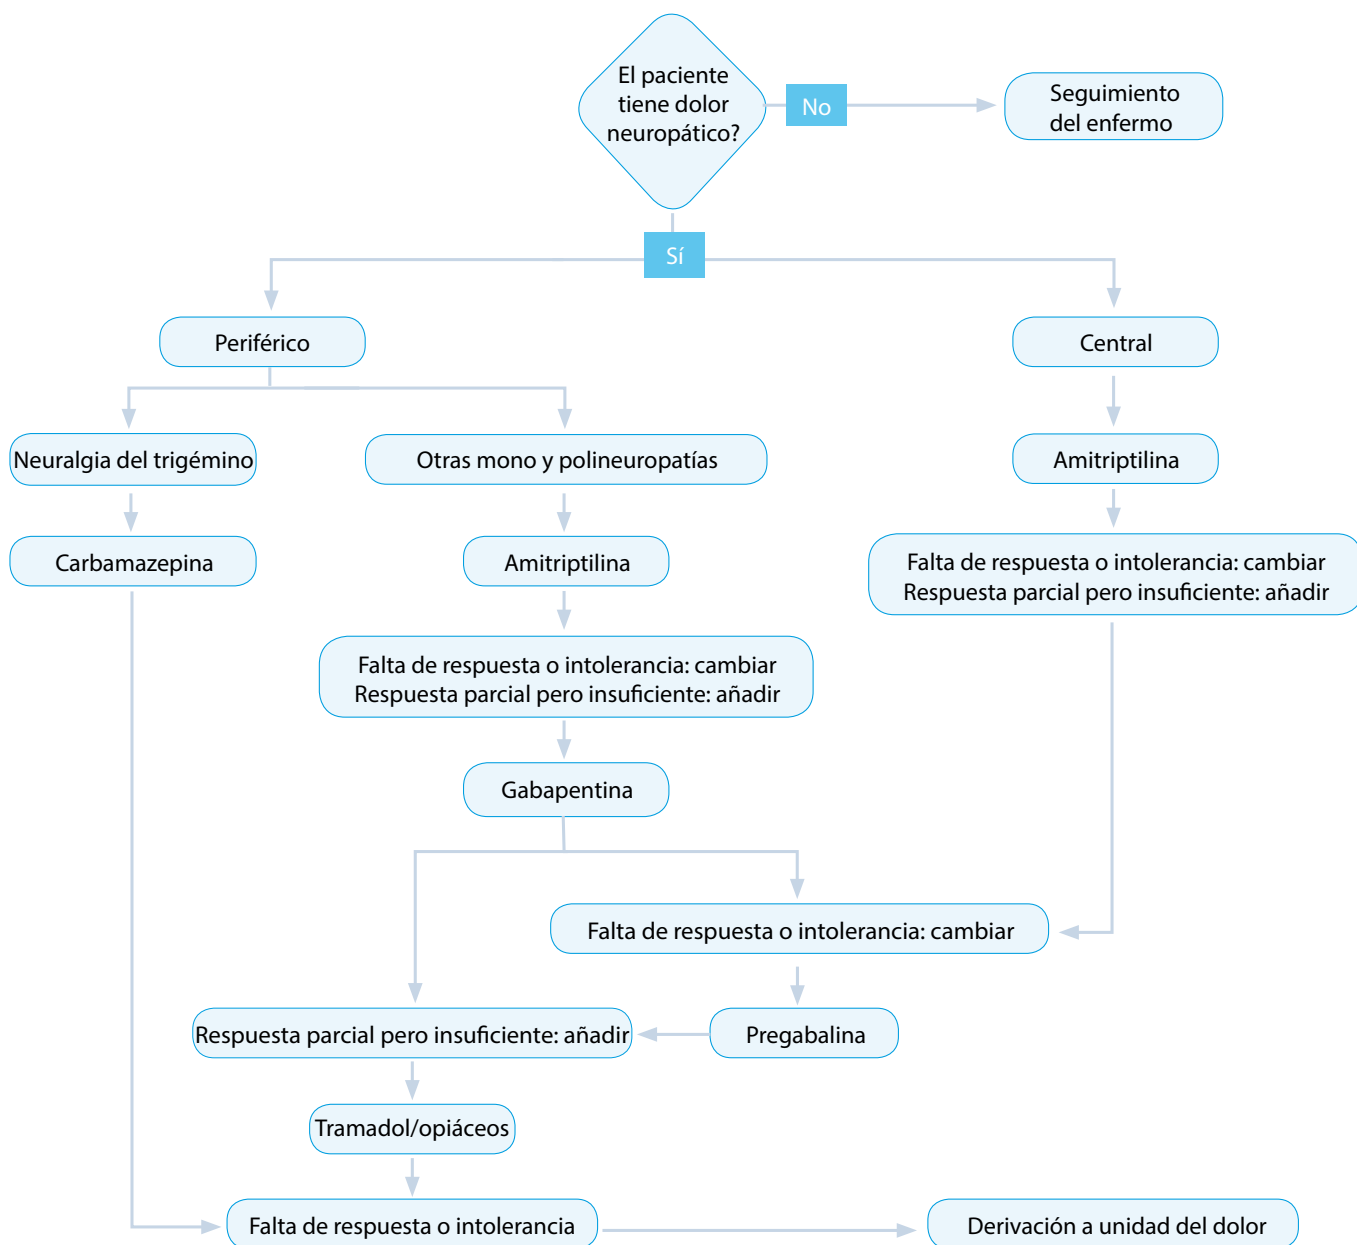 El paciente
tiene dolor
neuropático?
No
Seguimiento
del enfermo
Sí
Periférico
Central
Neuralgia del trigémino
Otras mono y polineuropatías
Amitriptilina
Carbamazepina
Amitriptilina
Falta de respuesta o intolerancia: cambiar
Respuesta parcial pero insuficiente: añadir
Falta de respuesta o intolerancia: cambiar
Respuesta parcial pero insuficiente: añadir
Gabapentina
Falta de respuesta o intolerancia: cambiar
Respuesta parcial pero insuficiente: añadir
Pregabalina
Tramadol/opiáceos
Falta de respuesta o intolerancia
Derivación a unidad del dolor